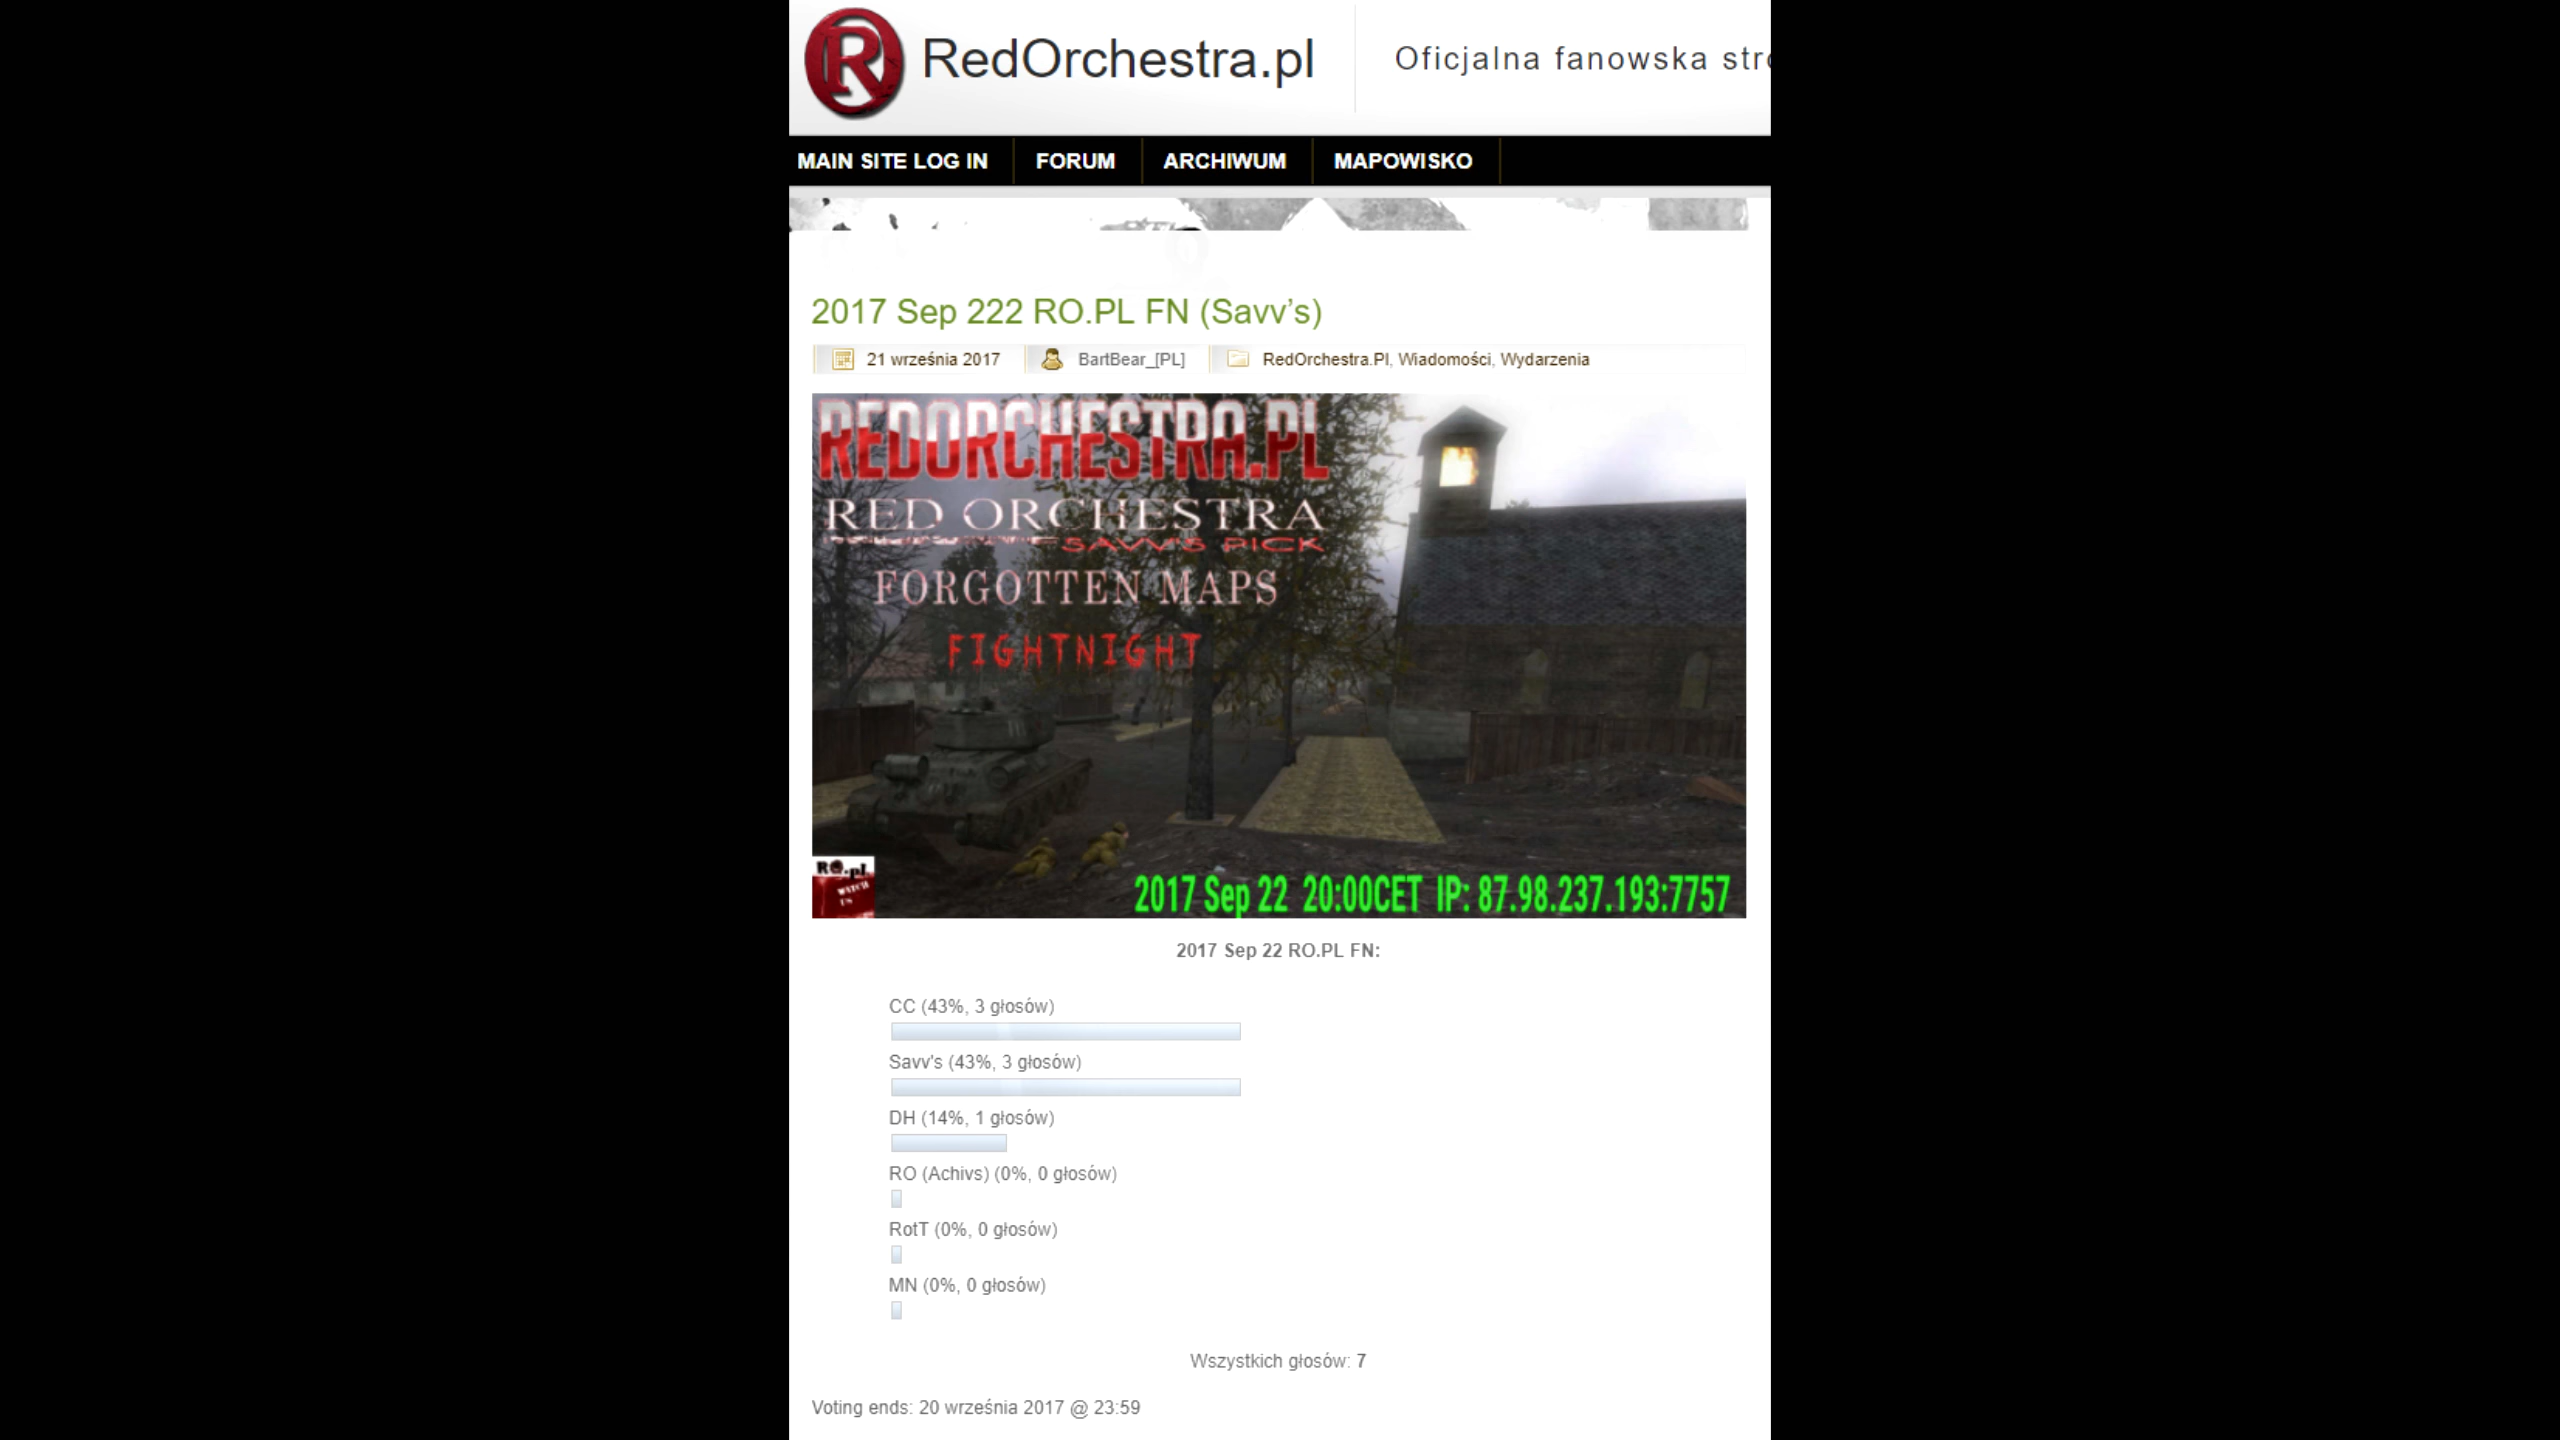 RedOrchestra.pl
Oficjalna fanowska
MAIN SITE LOG IN FORUM ARCHIWUM MAPOWISKO
2017 Sep 222 RO.PL FN (Savv’s)
21 września 2017 BartBear_[PL] RedOrchestra.Pl, Wiadomości, Wydarzenia
REDORCHESTRA.PL
RED ORCHESTRA
SAVV'S PICK
FORGOTTEN MAPS
FIGHTNIGHT
RO.pl
WATCH
US
2017 Sep 22 20:00CET IP: 87.98.237.193:7757
2017 Sep 22 RO.PL FN:
CC (43%, 3 głosów)
Savv's (43%, 3 głosów)
DH (14%, 1 głosów)
RO (Achivs) (0%, 0 głosów)
RotT (0%, 0 głosów)
MN (0%, 0 głosów)
Wszystkich głosów: 7
Voting ends: 20 września 2017 @ 23:59